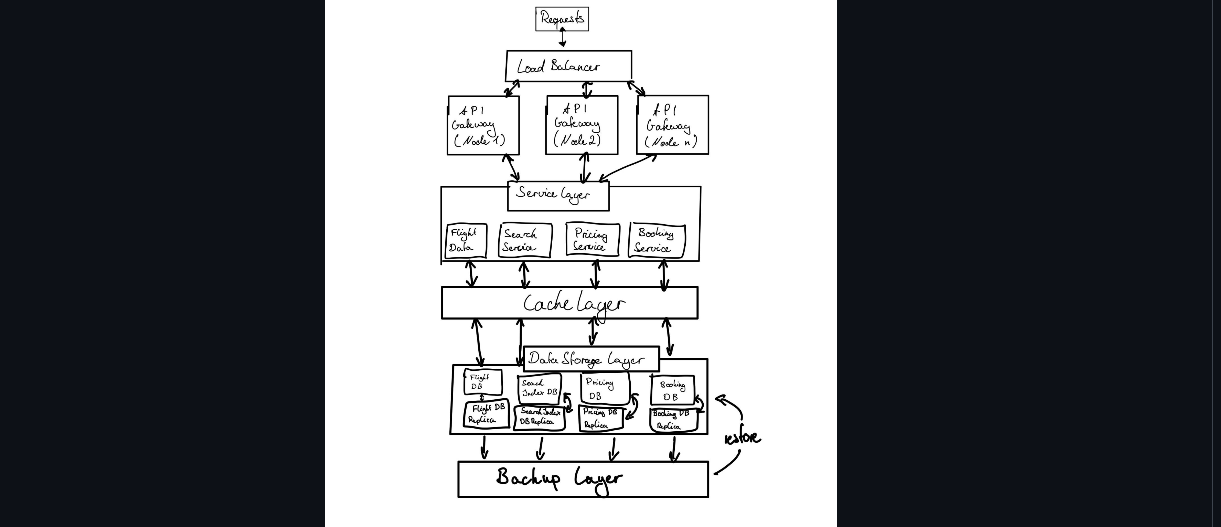 Requests
Load Balancer
API
Gateway
(Node 1)
API
Gateway
(Node 2)
API
Gateway
(Node n)
Service Layer
Flight
Data
Search
Service
Pricing
Service
Booking
Service
Cache Layer
Data Storage Layer
Flight
DB
Search
Index DB
Pricing
DB
Booking
DB
Flight DB
Replica
Search Index
DB Replica
Pricing DB
Replica
Booking DB
Replica
restore
Backup Layer